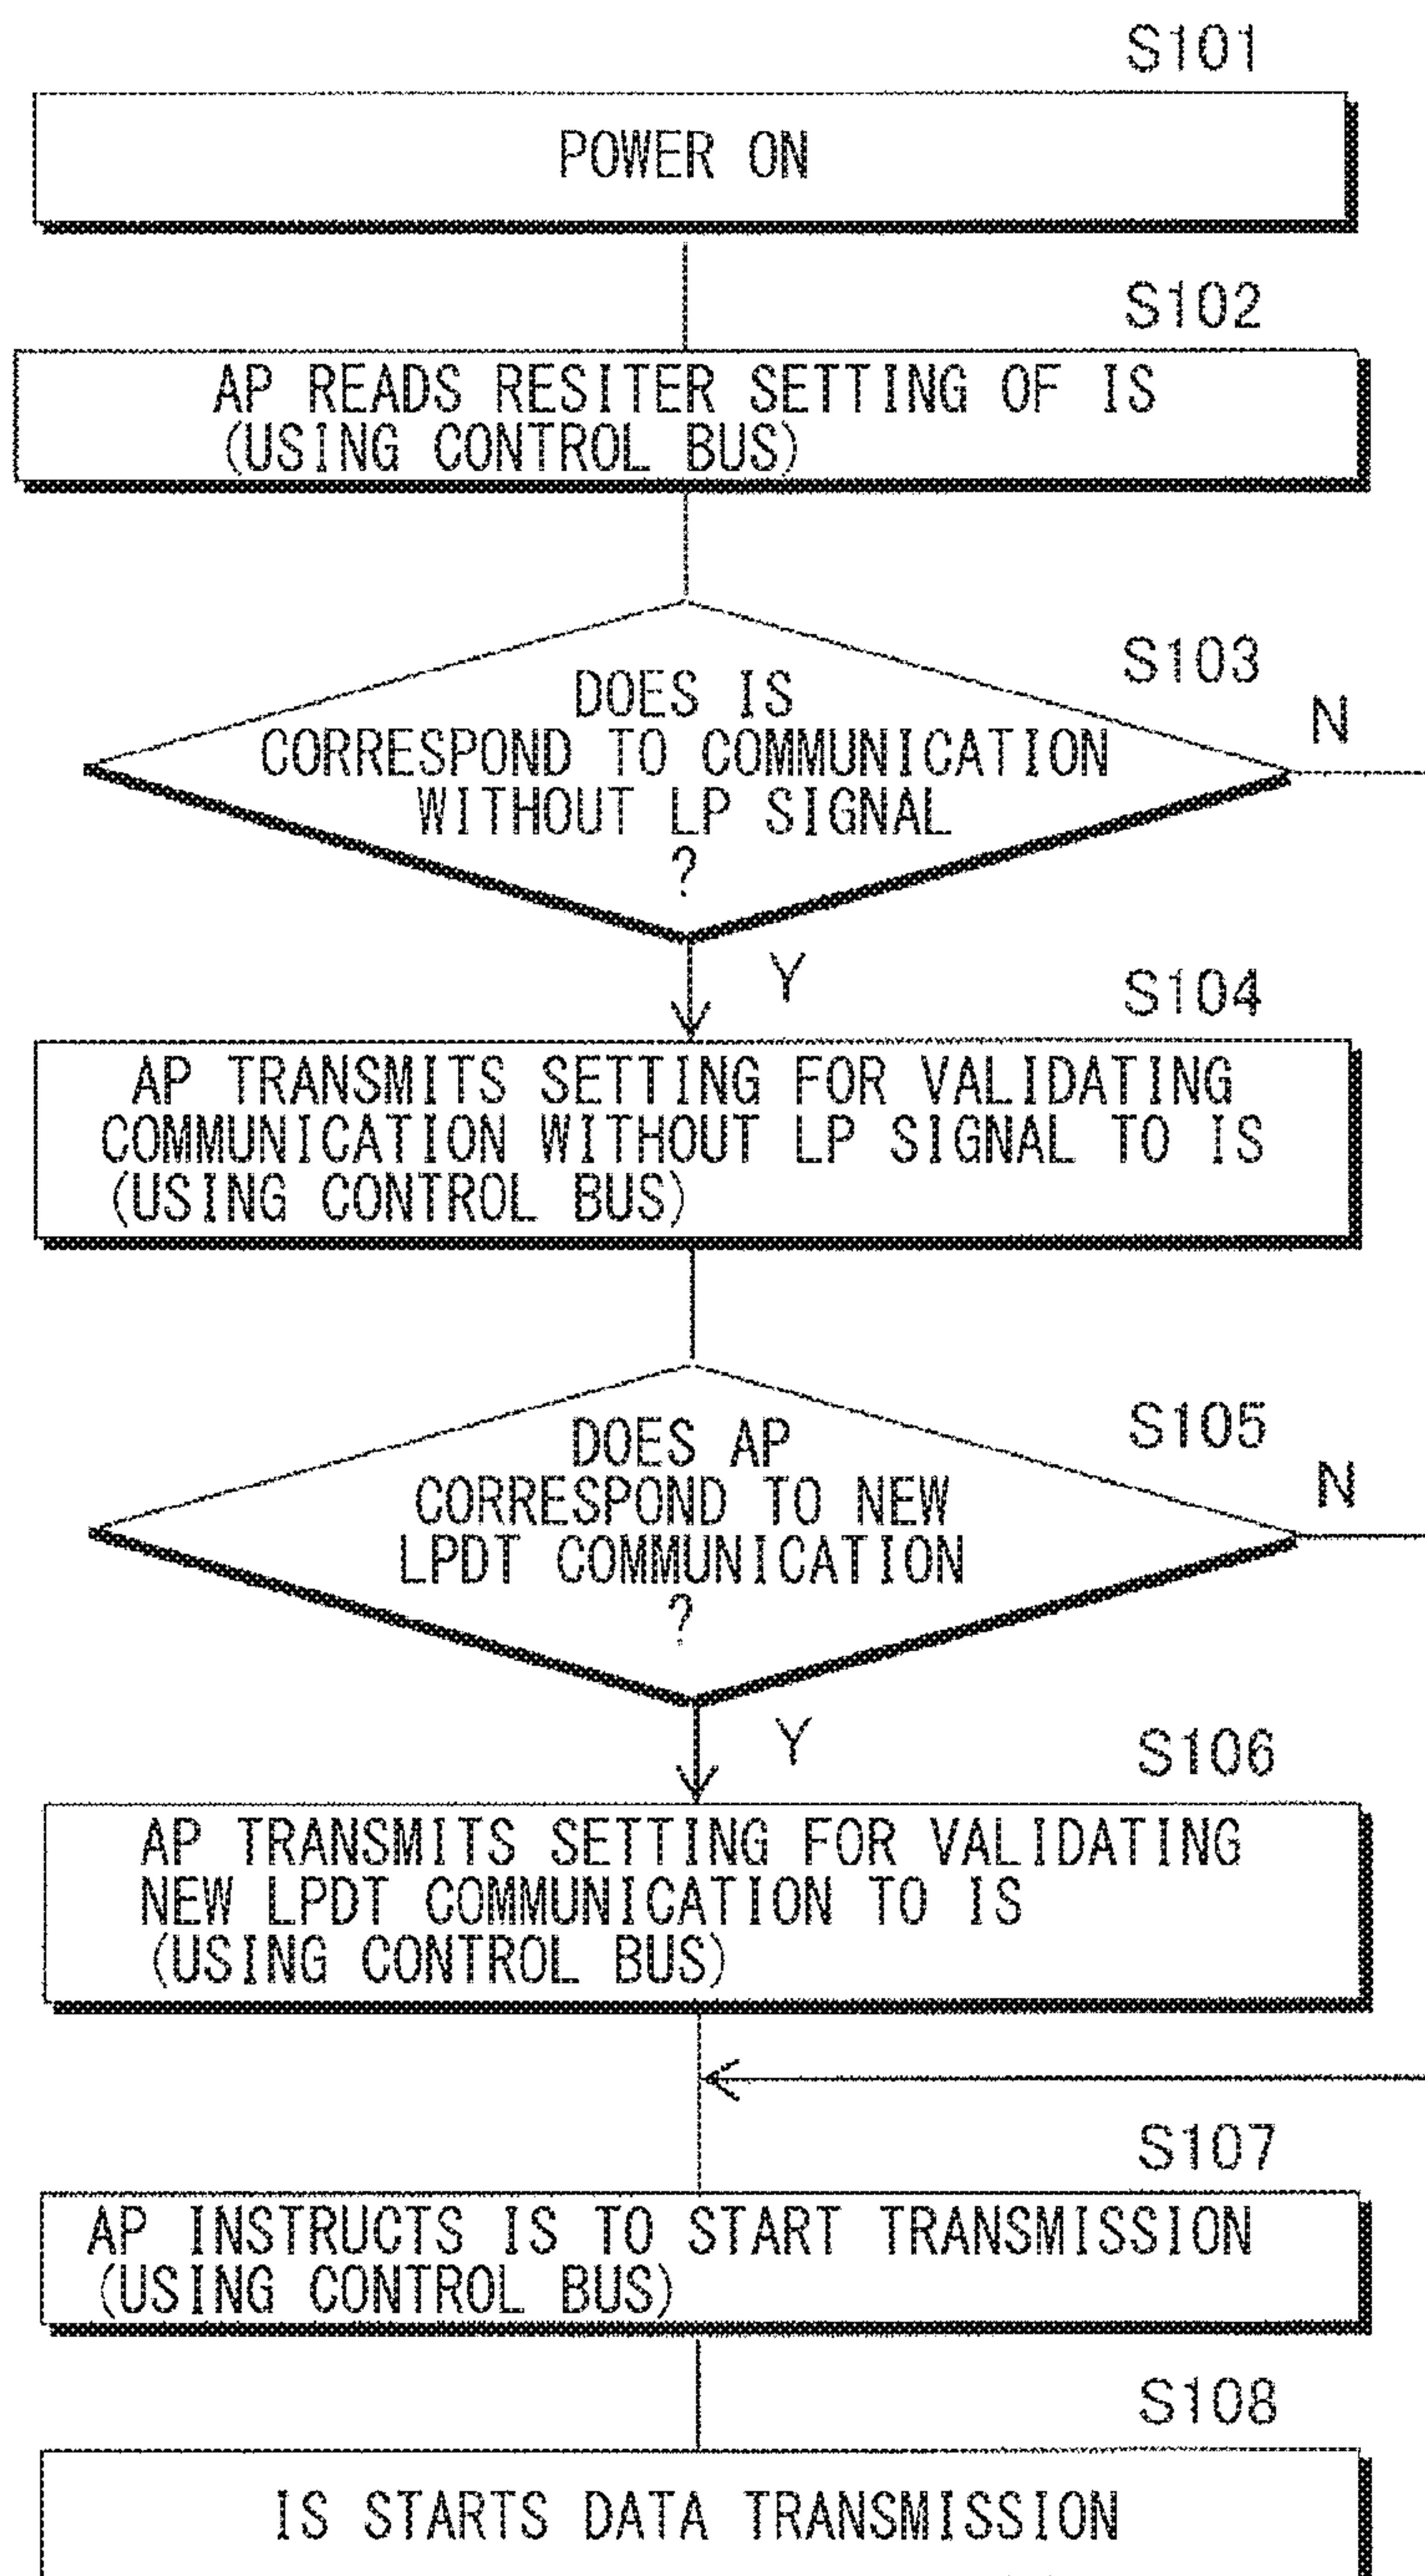 S101
POWER ON
S102
AP READS RESITER SETTING OF IS
(USING CONTROL BUS)
S103
DOES IS
CORRESPOND TO COMMUNICATION
WITHOUT LP SIGNAL
?
N
Y
S104
AP TRANSMITS SETTING FOR VALIDATING
COMMUNICATION WITHOUT LP SIGNAL TO IS
(USING CONTROL BUS)
S105
DOES AP
CORRESPOND TO NEW
LPDT COMMUNICATION
?
N
Y
S106
AP TRANSMITS SETTING FOR VALIDATING
NEW LPDT COMMUNICATION TO IS
(USING CONTROL BUS)
S107
AP INSTRUCTS IS TO START TRANSMISSION
(USING CONTROL BUS)
S108
IS STARTS DATA TRANSMISSION